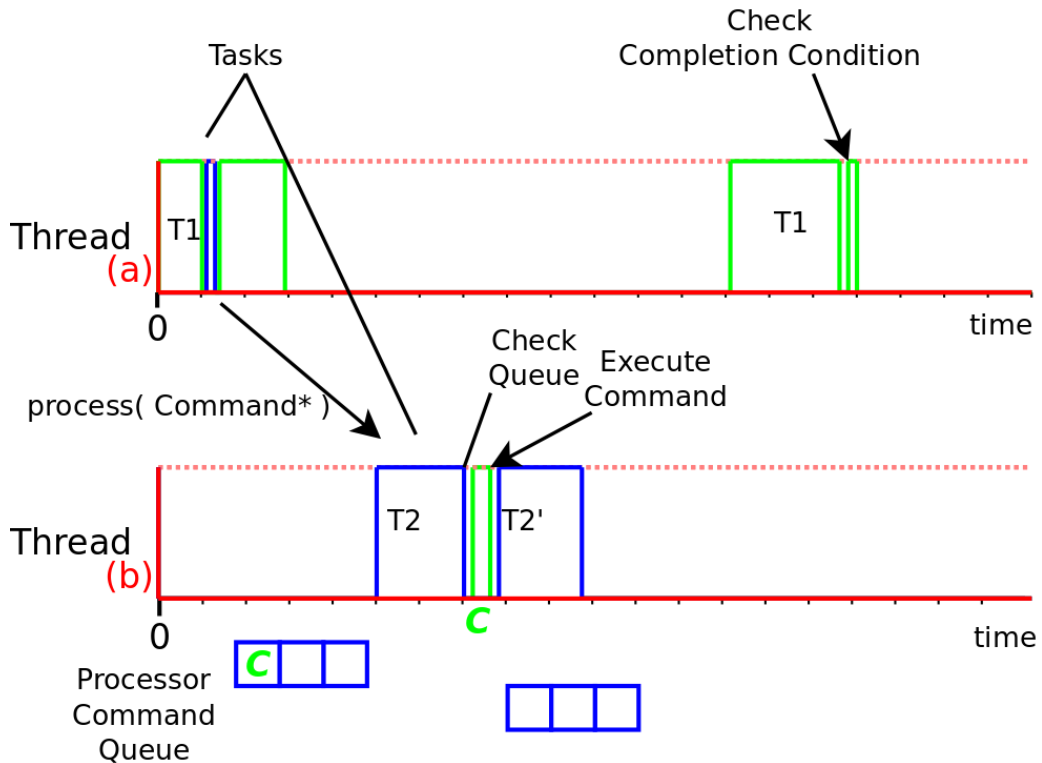 Check
Completion Condition
Tasks
T1
T1
Thread
(a)
0
time
Check
Queue
Execute
Command
process( Command* )
T2
T2'
Thread
(b)
0
C
time
C
Processor
Command
Queue